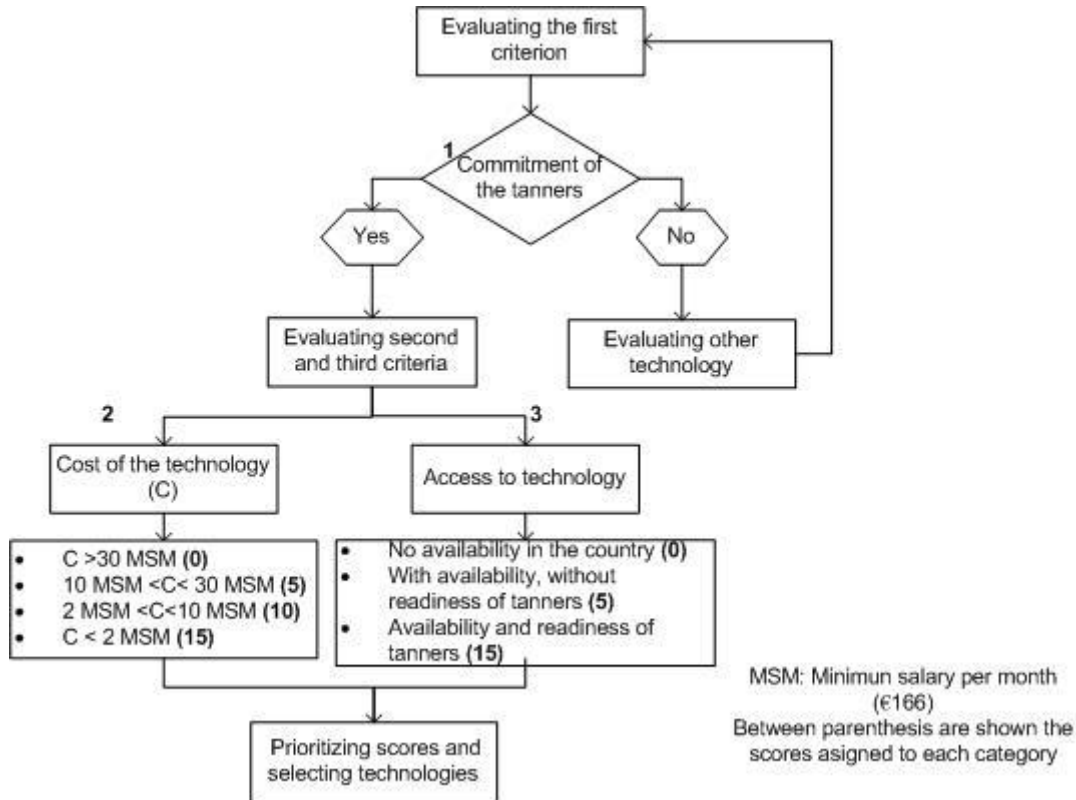 Evaluating the first
criterion
1
Commitment of
the tanners
Yes
No
Evaluating second
and third criteria
Evaluating other
technology
2
3
Cost of the technology
(C)
Access to technology
• C >30 MSM (0)
• 10 MSM <C< 30 MSM (5)
• 2 MSM <C<10 MSM (10)
• C < 2 MSM (15)
• No availability in the country (0)
• With availability, without
readiness of tanners (5)
• Availability and readiness of
tanners (15)
MSM: Minimun salary per month
(€166)
Between parenthesis are shown the
scores asigned to each category
Prioritizing scores and
selecting technologies